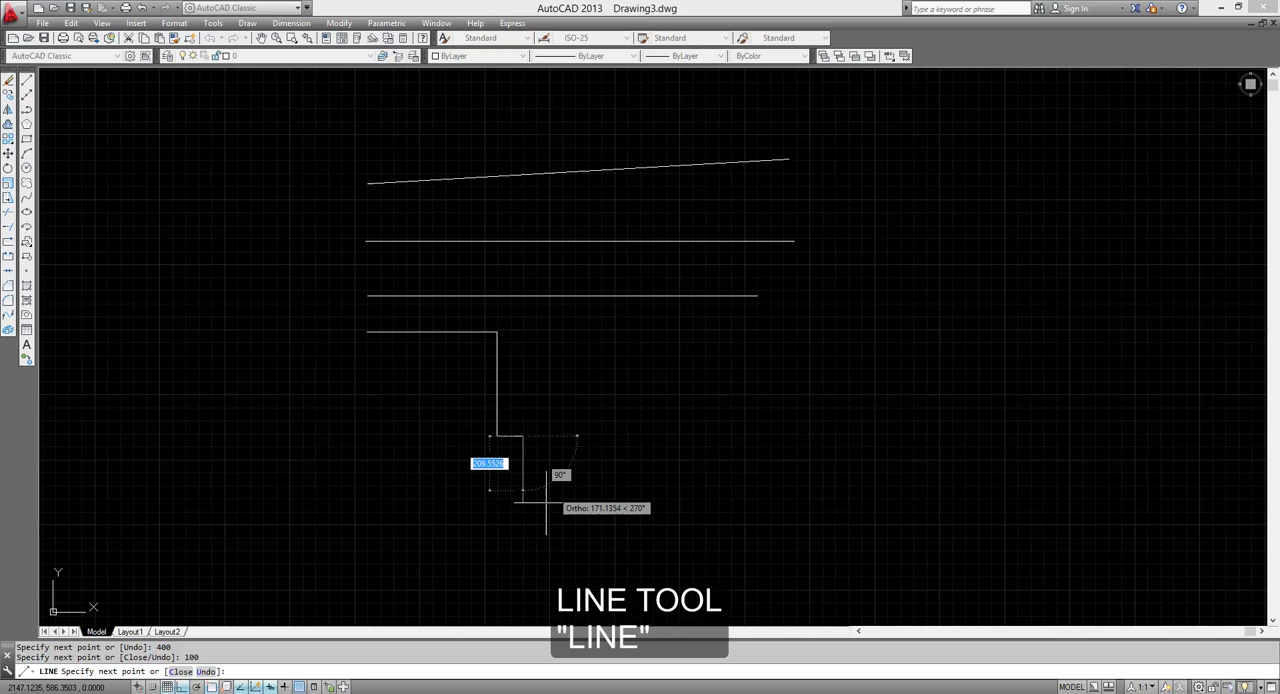 AutoCAD Classic
AutoCAD 2013 Drawing3.dwg
Type a keyword or phrase
Sign In
File Edit View Insert Format Tools Draw Dimension Modify Parametric Window Help Express
Standard ISO-25 Standard Standard
AutoCAD Classic 0 ByLayer ByLayer ByLayer ByColor
A
209.5526
90°
Ortho: 171.1354 < 270°
Y
X
LINE TOOL
"LINE"
Model Layout1 Layout2
Specify next point or [Undo]: 400
Specify next point or [Close/Undo]: 100
LINE Specify next point or [Close Undo]:
2147.1235, 586.3503, 0.0000
MODEL 1:1